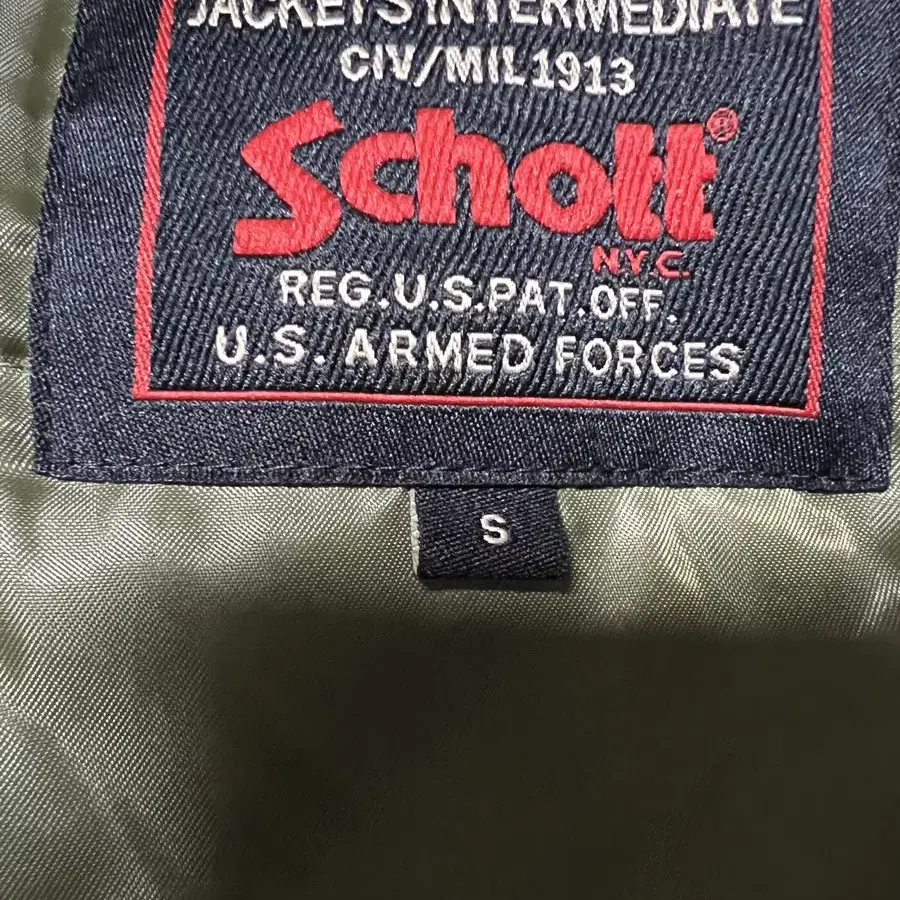 JACKETS INTERMEDIATE
CIV/MIL1913
Schott®
N.Y.C.
REG.U.S.PAT.OFF.
U.S. ARMED FORCES
S